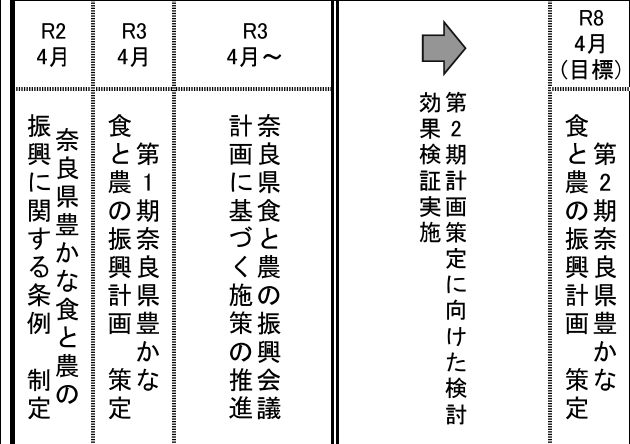 R2
4月
奈良県豊かな食と農の
振興に関する条例 制定
R3
4月
第1期奈良県豊かな
食と農の振興計画 策定
R3
4月～
奈良県食と農の振興会議
計画に基づく施策の推進
第2期計画策定に向けた検討
効果検証実施
R8
4月
(目標)
第2期奈良県豊かな
食と農の振興計画 策定